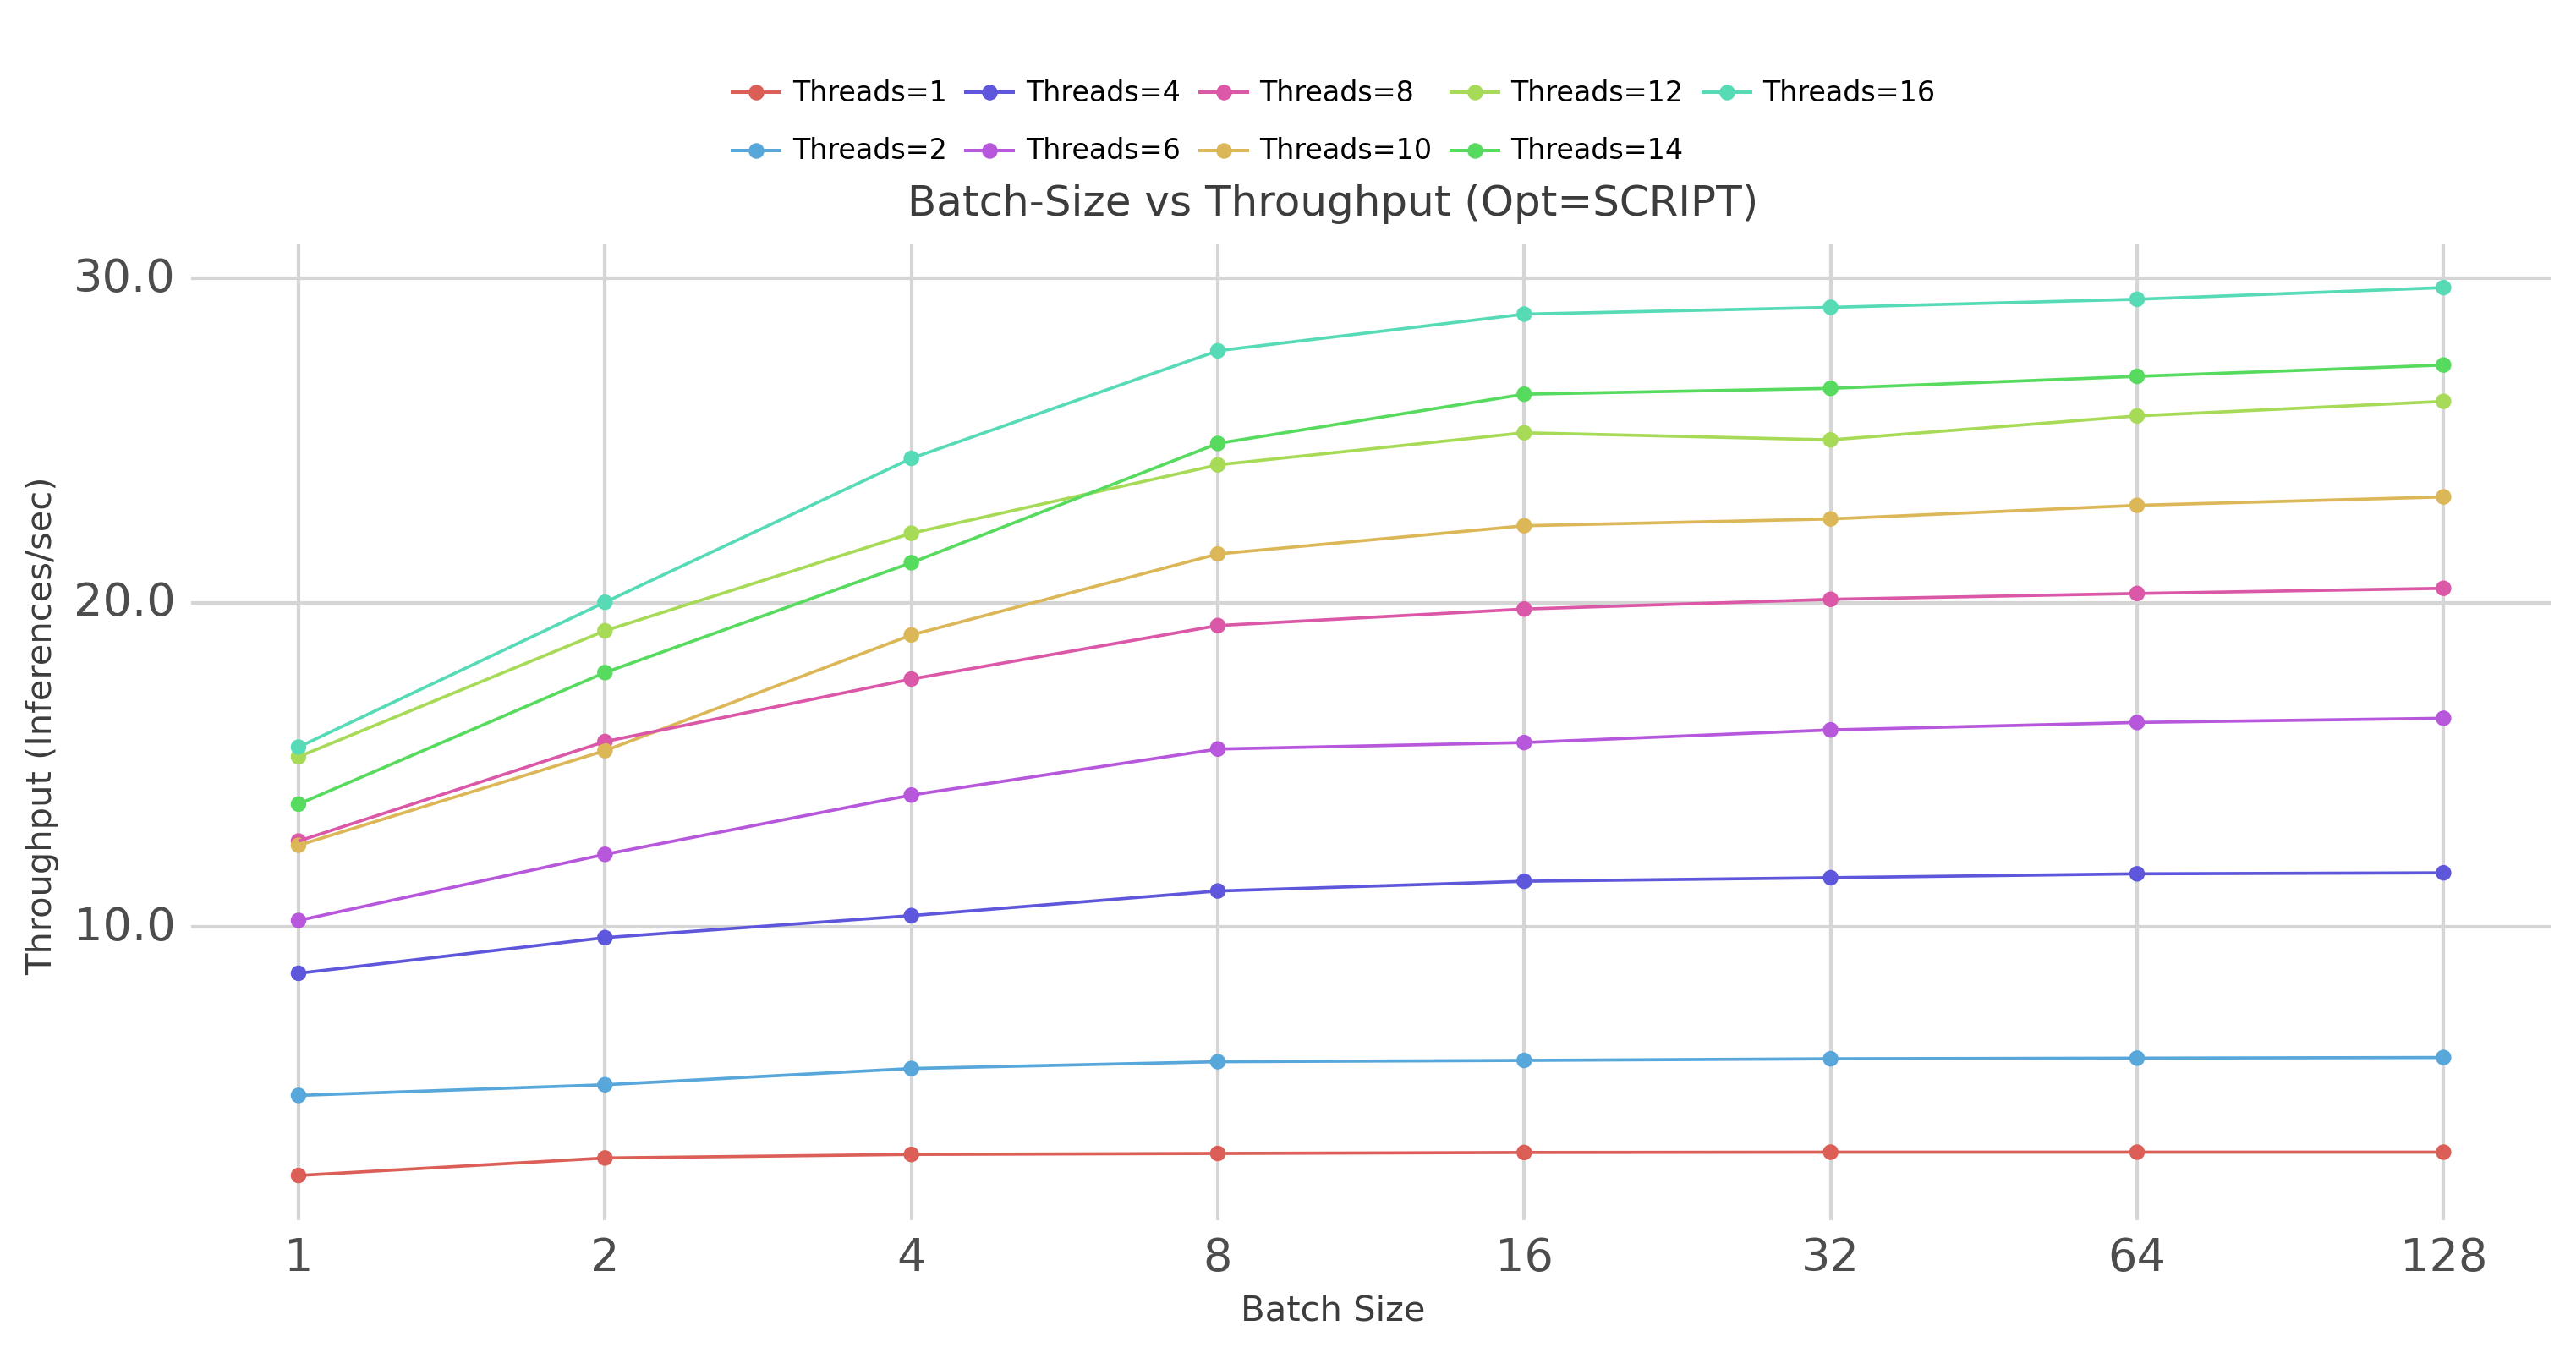 Threads=1 Threads=4 Threads=8 Threads=12 Threads=16
Threads=2 Threads=6 Threads=10 Threads=14
Batch-Size vs Throughput (Opt=SCRIPT)
30.0
20.0
10.0
Throughput (Inferences/sec)
1 2 4 8 16 32 64 128
Batch Size